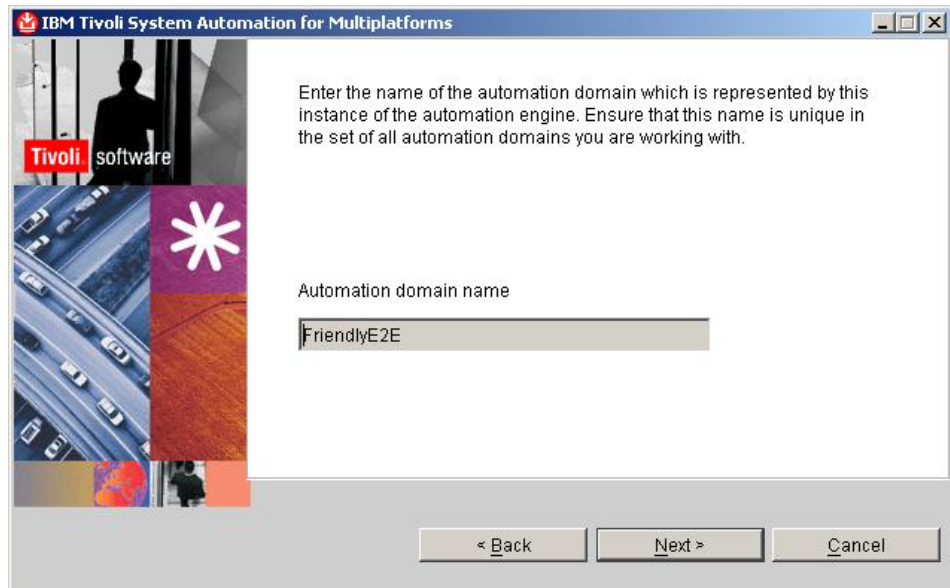 IBM Tivoli System Automation for Multiplatforms
Tivoli. software
Enter the name of the automation domain which is represented by this
instance of the automation engine. Ensure that this name is unique in
the set of all automation domains you are working with.
Automation domain name
FriendlyE2E
< Back
Next >
Cancel